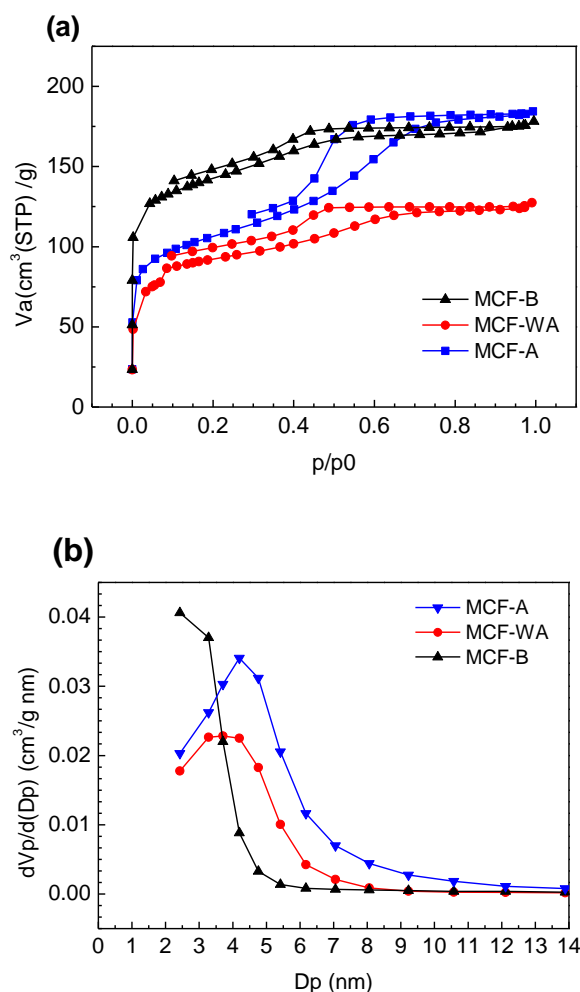 (a)
Va(cm³(STP) /g)
200
150
100
50
0
MCF-B
MCF-WA
MCF-A
0.0 0.2 0.4 0.6 0.8 1.0
p/p0
(b)
dVp/d(Dp) (cm³/g nm)
0.04
0.03
0.02
0.01
0.00
MCF-A
MCF-WA
MCF-B
0 1 2 3 4 5 6 7 8 9 10 11 12 13 14
Dp (nm)